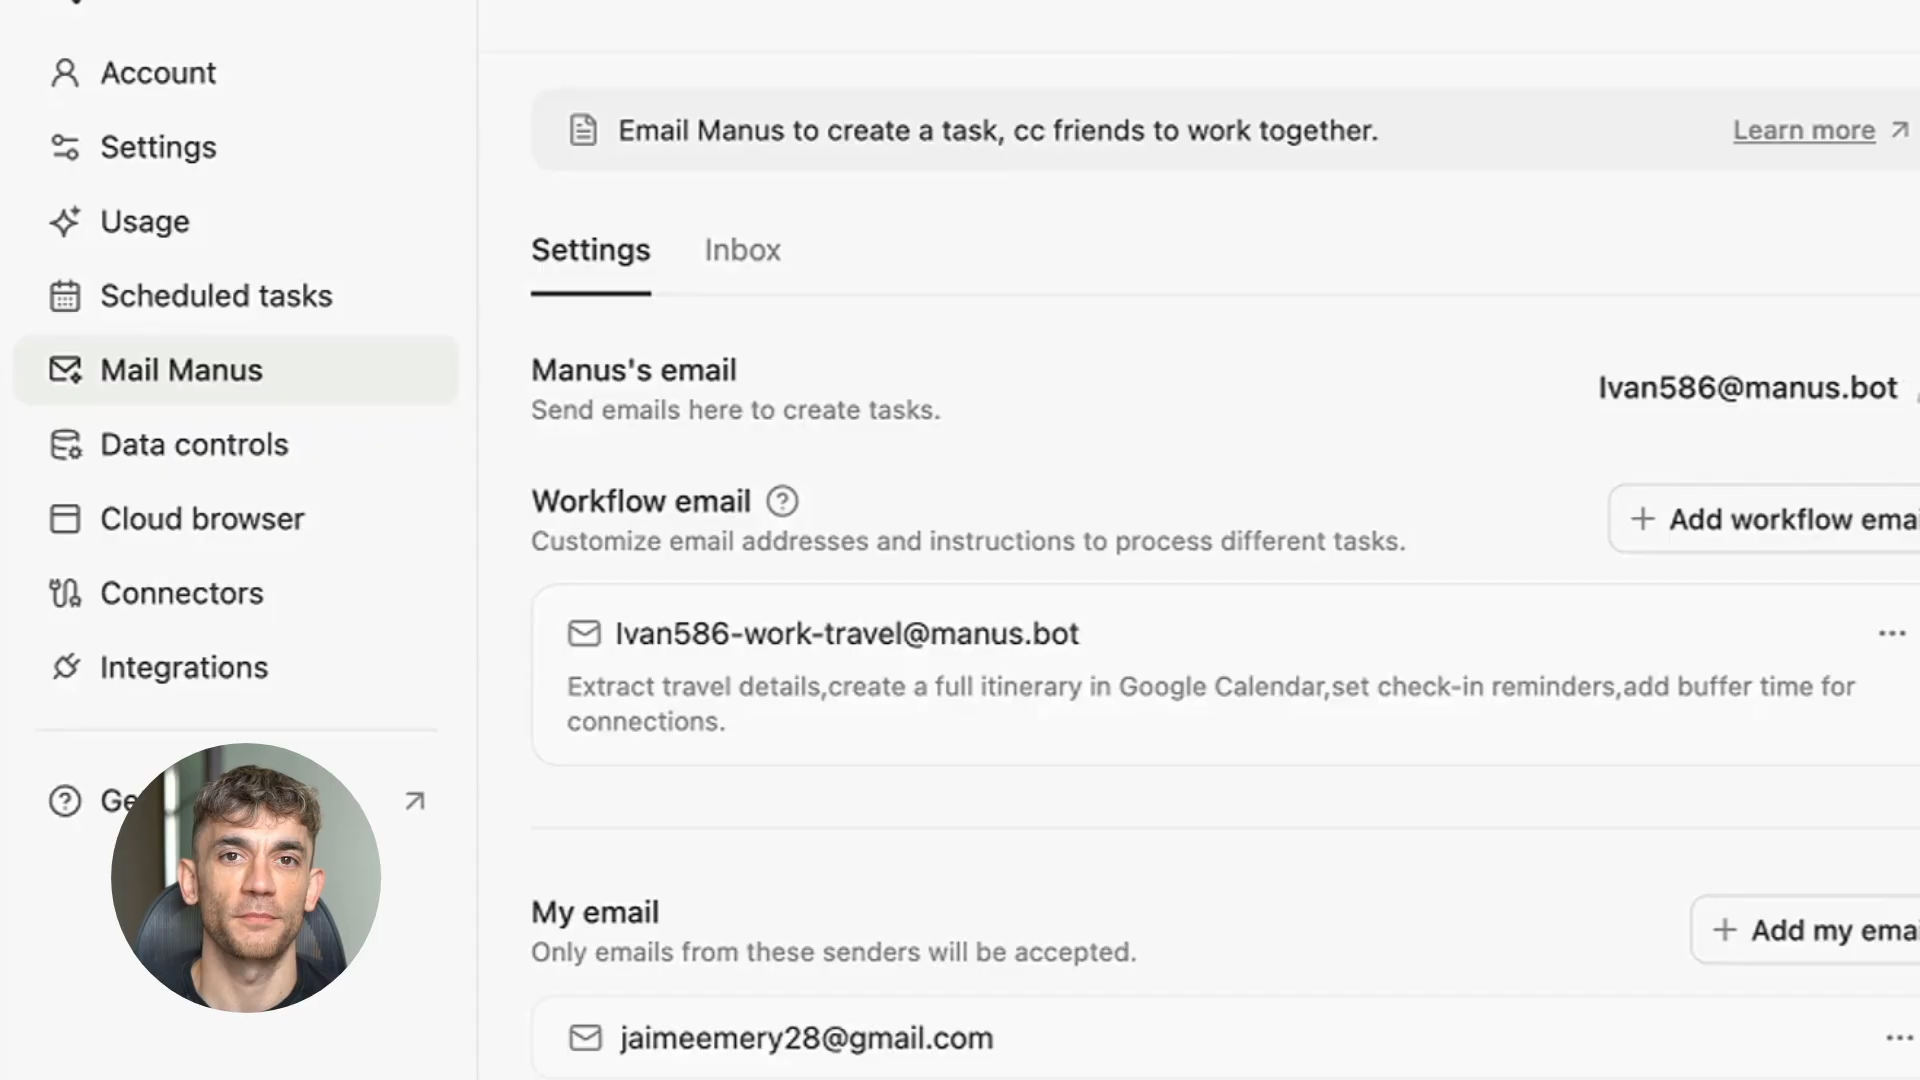 Account
Settings
Usage
Scheduled tasks
Mail Manus
Data controls
Cloud browser
Connectors
Integrations
Ge
Email Manus to create a task, cc friends to work together.
Learn more
Settings
Inbox
Manus's email
Send emails here to create tasks.
Ivan586@manus.bot
Workflow email
Customize email addresses and instructions to process different tasks.
Add workflow emai
Ivan586-work-travel@manus.bot
Extract travel details,create a full itinerary in Google Calendar,set check-in reminders,add buffer time for
connections.
My email
Only emails from these senders will be accepted.
Add my emai
jaimeemery28@gmail.com